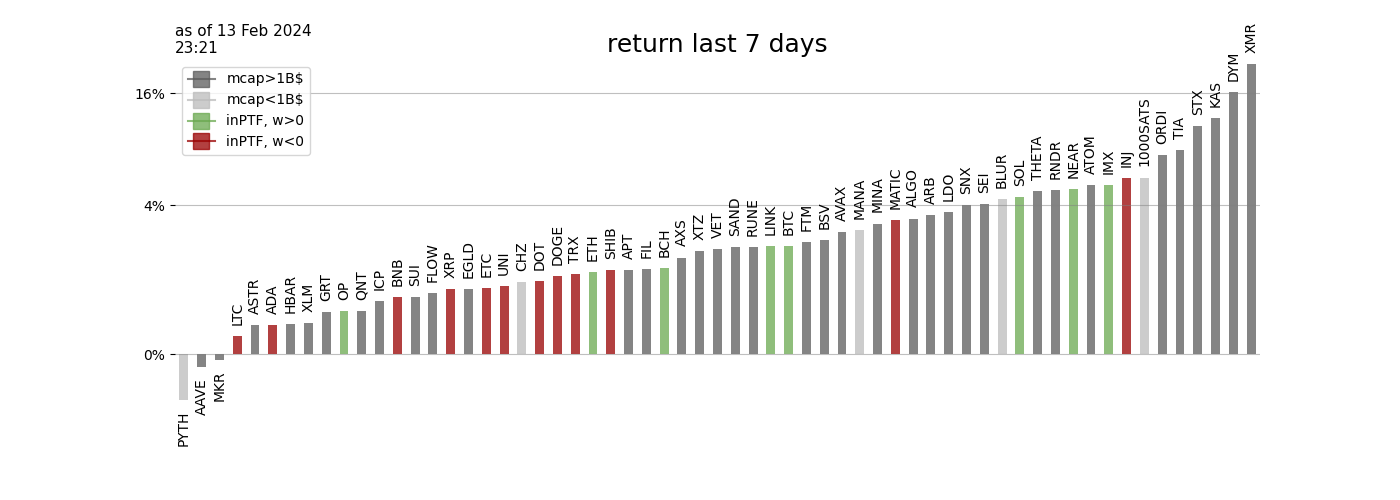 as of 13 Feb 2024
23:21
return last 7 days
mcap>1B$
mcap<1B$
inPTF, w>0
inPTF, w<0
16%
4%
0%
PYTH
AAVE
MKR
LTC
ASTR
ADA
HBAR
XLM
GRT
OP
QNT
ICP
BNB
SUI
FLOW
XRP
EGLD
ETC
UNI
CHZ
DOT
DOGE
TRX
ETH
SHIB
APT
FIL
BCH
AXS
XTZ
VET
SAND
RUNE
LINK
BTC
FTM
BSV
AVAX
MANA
MINA
MATIC
ALGO
ARB
LDO
SNX
SEI
BLUR
SOL
THETA
RNDR
NEAR
ATOM
IMX
INJ
1000SATS
ORDI
TIA
STX
KAS
DYM
XMR